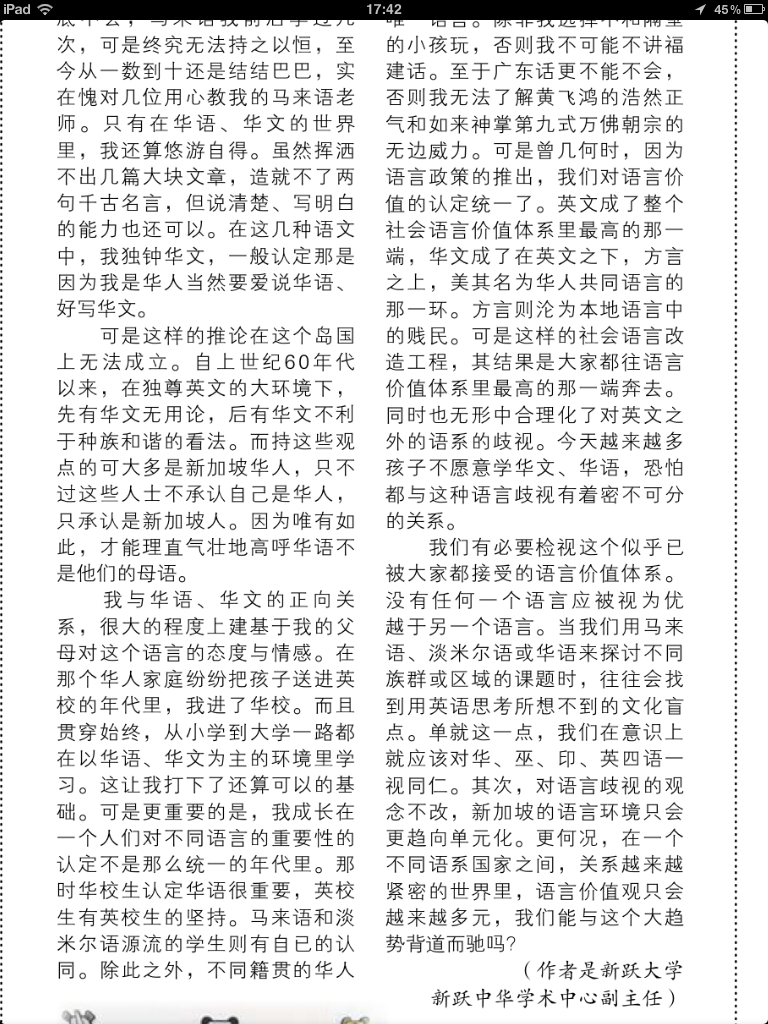 iPad
17:42
45%
底不会，马来语我前后学过几
次，可是终究无法持之以恒，至
今从一数到十还是结结巴巴，实
在愧对几位用心教我的马来语老
师。只有在华语、华文的世界
里，我还算悠游自得。虽然挥洒
不出几篇大块文章，造就不了两
句千古名言，但说清楚、写明白
的能力也还可以。在这几种语文
中，我独钟华文，一般认定那是
因为我是华人当然要爱说华语、
好写华文。
可是这样的推论在这个岛国
上无法成立。自上世纪60年代
以来，在独尊英文的大环境下，
先有华文无用论，后有华文不利
于种族和谐的看法。而持这些观
点的可大多是新加坡华人，只不
过这些人士不承认自己是华人，
只承认是新加坡人。因为唯有如
此，才能理直气壮地高呼华语不
是他们的母语。
我与华语、华文的正向关
系，很大的程度上建基于我的父
母对这个语言的态度与情感。在
那个华人家庭纷纷把孩子送进英
校的年代里，我进了华校。而且
贯穿始终，从小学到大学一路都
在以华语、华文为主的环境里学
习。这让我打下了还算可以的基
础。可是更重要的是，我成长在
一个人们对不同语言的重要性的
认定不是那么统一的年代里。那
时华校生认定华语很重要，英校
生有英校生的坚持。马来语和淡
米尔语源流的学生则有自已的认
同。除此之外，不同籍贯的华人
唯一语言。除非我选择不和隔壁
的小孩玩，否则我不可能不讲福
建话。至于广东话更不能不会，
否则我无法了解黄飞鸿的浩然正
气和如来神掌第九式万佛朝宗的
无边威力。可是曾几何时，因为
语言政策的推出，我们对语言价
值的认定统一了。英文成了整个
社会语言价值体系里最高的那一
端，华文成了在英文之下，方言
之上，美其名为华人共同语言的
那一环。方言则沦为本地语言中
的贱民。可是这样的社会语言改
造工程，其结果是大家都往语言
价值体系里最高的那一端奔去。
同时也无形中合理化了对英文之
外的语系的歧视。今天越来越多
孩子不愿意学华文、华语，恐怕
都与这种语言歧视有着密不可分
的关系。
我们有必要检视这个似乎已
被大家都接受的语言价值体系。
没有任何一个语言应被视为优
越于另一个语言。当我们用马来
语、淡米尔语或华语来探讨不同
族群或区域的课题时，往往会找
到用英语思考所想不到的文化盲
点。单就这一点，我们在意识上
就应该对华、巫、印、英四语一
视同仁。其次，对语言歧视的观
念不改，新加坡的语言环境只会
更趋向单元化。更何况，在一个
不同语系国家之间，关系越来越
紧密的世界里，语言价值观只会
越来越多元，我们能与这个大趋
势背道而驰吗？
（作者是新跃大学
新跃中华学术中心副主任）